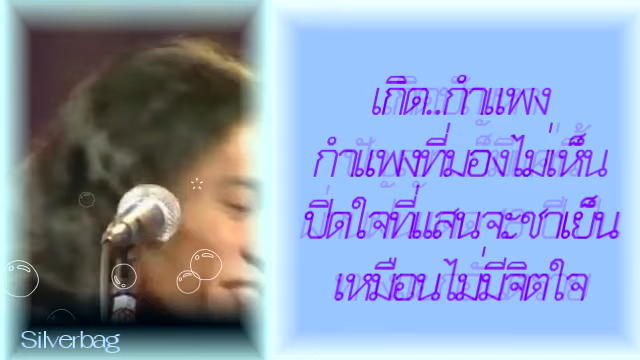 เกิด..กำแพง
กำแพงที่มองไม่เห็น
ปิดใจที่แสนจะชาเย็น
เหมือนไม่มีจิตใจ
Silverbag